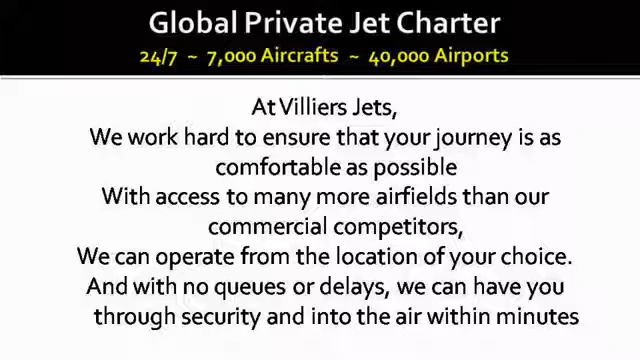 Global Private Jet Charter
24/7 ~ 7,000 Aircrafts ~ 40,000 Airports
At Villiers Jets,
We work hard to ensure that your journey is as
comfortable as possible
With access to many more airfields than our
commercial competitors,
We can operate from the location of your choice.
And with no queues or delays, we can have you
through security and into the air within minutes